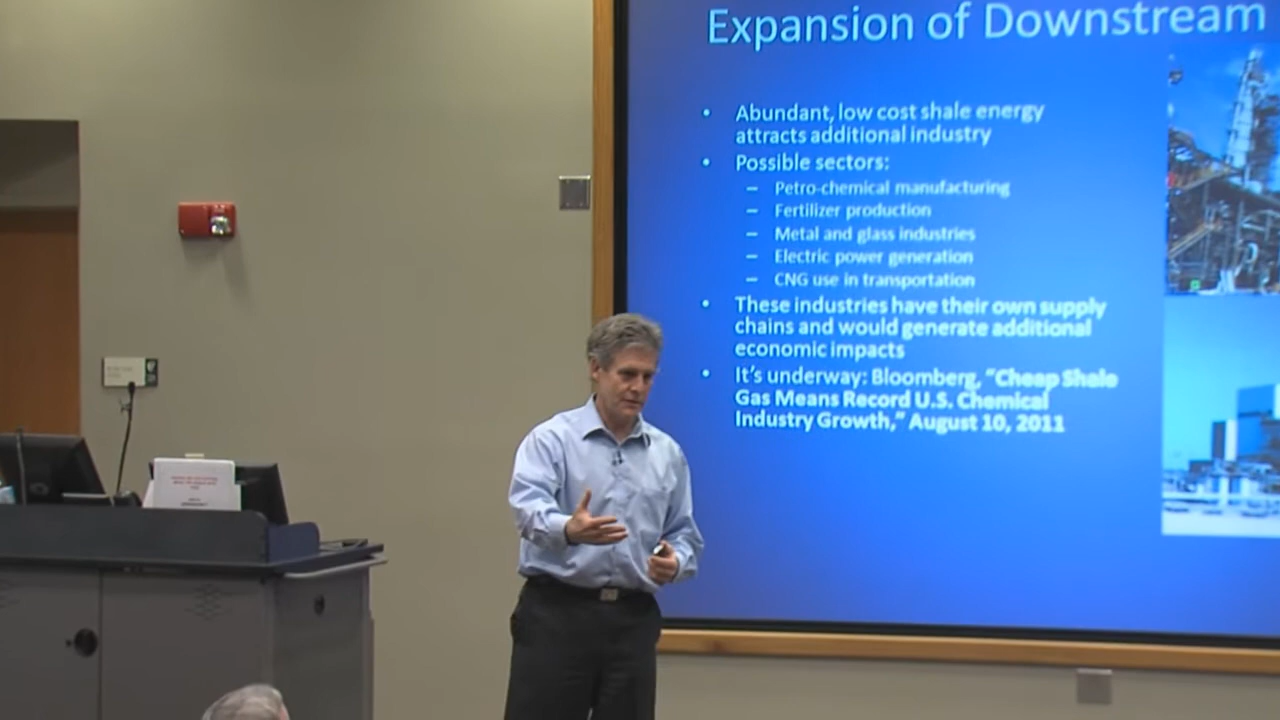 Expansion of Downstream
• Abundant, low cost shale energy
attracts additional industry
• Possible sectors:
– Petro-chemical manufacturing
– Fertilizer production
– Metal and glass industries
– Electric power generation
– CNG use in transportation
• These industries have their own supply
chains and would generate additional
economic impacts
• It's underway: Bloomberg, "Cheap Shale
Gas Means Record U.S. Chemical
Industry Growth," August 10, 2011